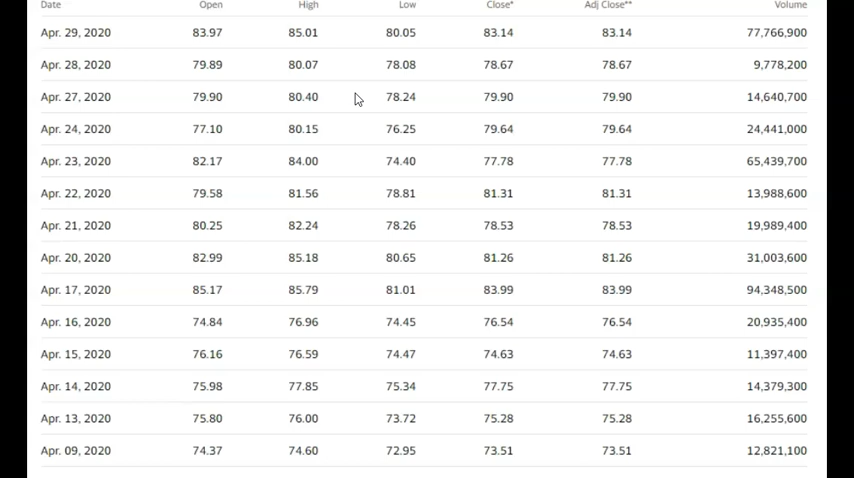 Date Open High Low Close* Adj Close** Volume
Apr. 29, 2020 83.97 85.01 80.05 83.14 83.14 77,766,900
Apr. 28, 2020 79.89 80.07 78.08 78.67 78.67 9,778,200
Apr. 27, 2020 79.90 80.40 78.24 79.90 79.90 14,640,700
Apr. 24, 2020 77.10 80.15 76.25 79.64 79.64 24,441,000
Apr. 23, 2020 82.17 84.00 74.40 77.78 77.78 65,439,700
Apr. 22, 2020 79.58 81.56 78.81 81.31 81.31 13,988,600
Apr. 21, 2020 80.25 82.24 78.26 78.53 78.53 19,989,400
Apr. 20, 2020 82.99 85.18 80.65 81.26 81.26 31,003,600
Apr. 17, 2020 85.17 85.79 81.01 83.99 83.99 94,348,500
Apr. 16, 2020 74.84 76.96 74.45 76.54 76.54 20,935,400
Apr. 15, 2020 76.16 76.59 74.47 74.63 74.63 11,397,400
Apr. 14, 2020 75.98 77.85 75.34 77.75 77.75 14,379,300
Apr. 13, 2020 75.80 76.00 73.72 75.28 75.28 16,255,600
Apr. 09, 2020 74.37 74.60 72.95 73.51 73.51 12,821,100